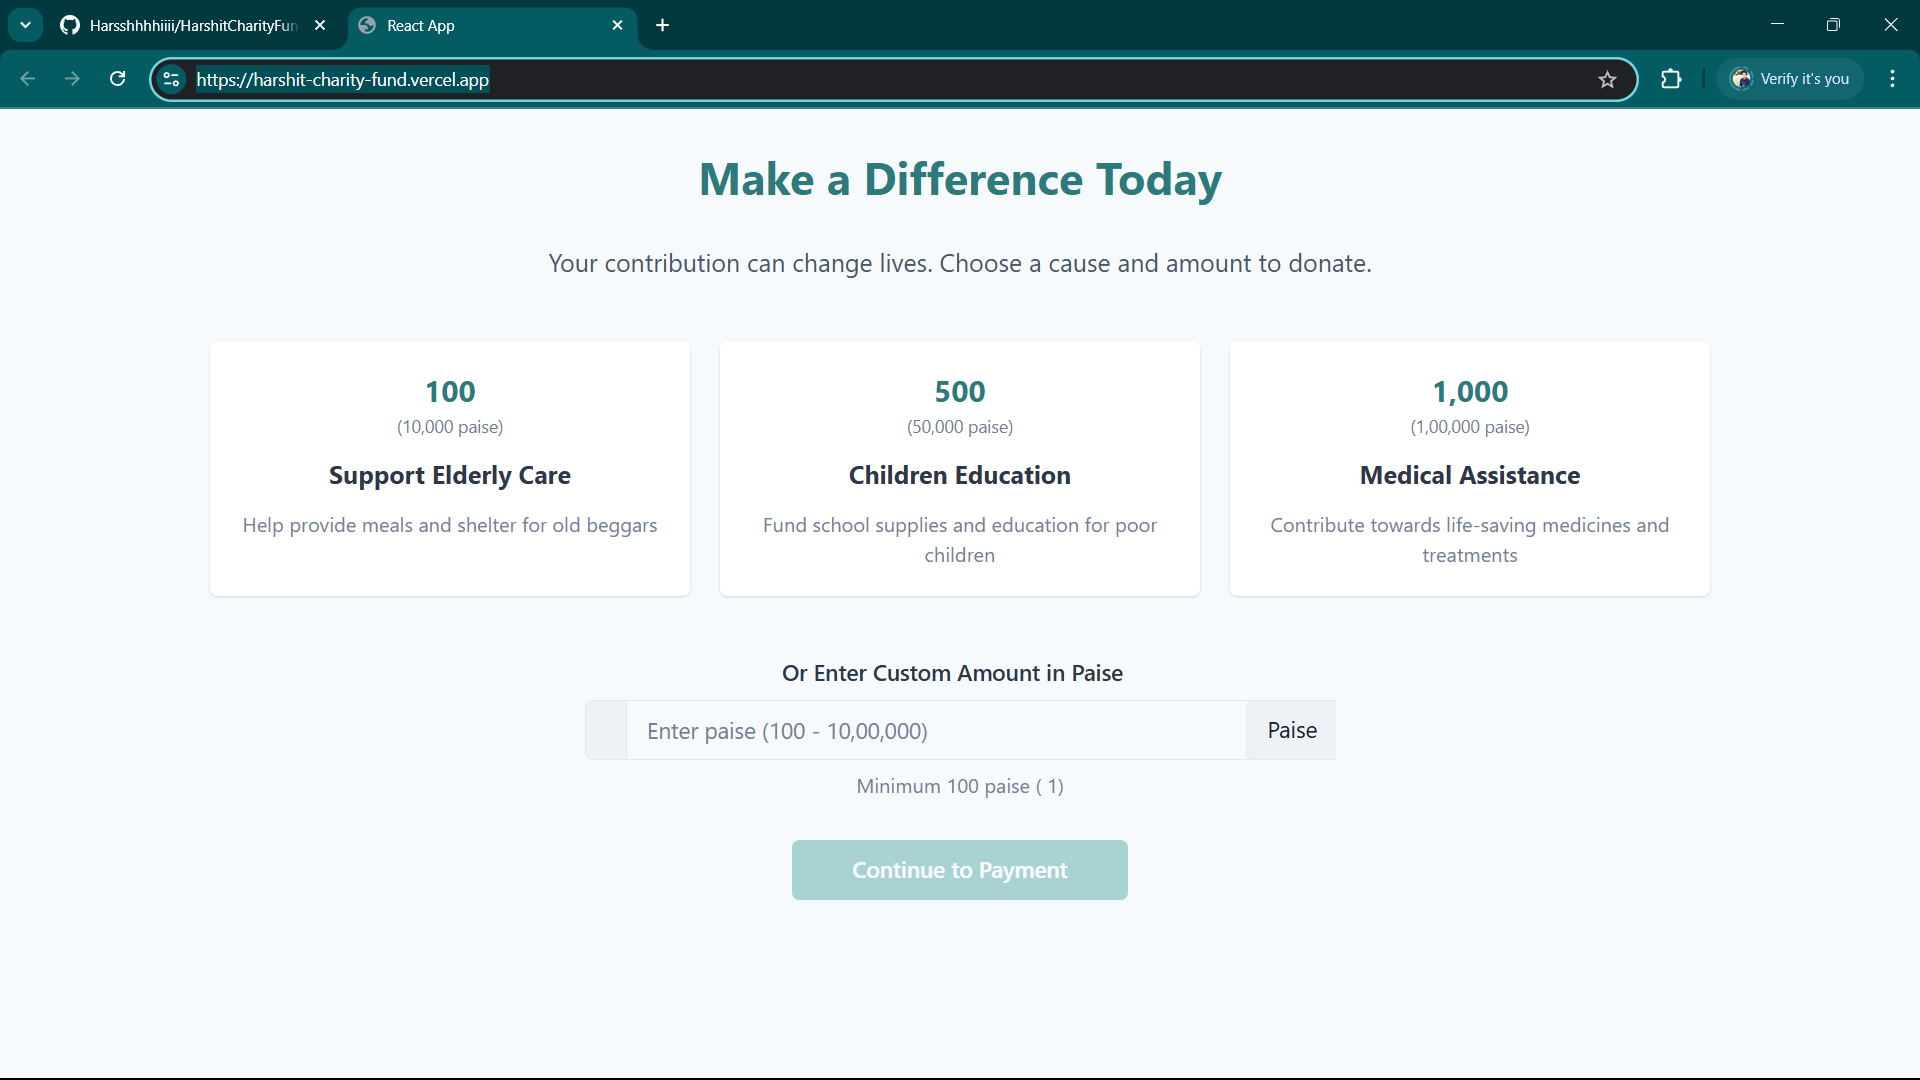 Harsshhhhiiii/HarshitCharityFun
React App
https://harshit-charity-fund.vercel.app
Verify it's you
Make a Difference Today
Your contribution can change lives. Choose a cause and amount to donate.
100
(10,000 paise)
Support Elderly Care
Help provide meals and shelter for old beggars
500
(50,000 paise)
Children Education
Fund school supplies and education for poor
children
1,000
(1,00,000 paise)
Medical Assistance
Contribute towards life-saving medicines and
treatments
Or Enter Custom Amount in Paise
Enter paise (100 - 10,00,000)
Paise
Minimum 100 paise ( 1)
Continue to Payment